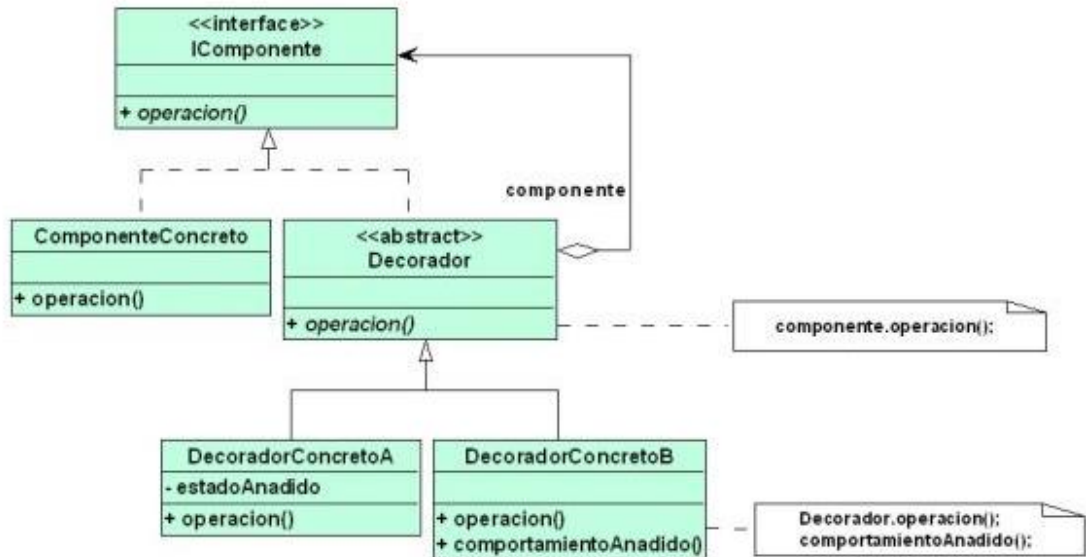 <<interface>>
IComponente
+ operacion()
componente
ComponenteConcreto
+ operacion()
<<abstract>>
Decorador
+ operacion()
componente.operacion();
DecoradorConcretoA
- estadoAnadido
+ operacion()
DecoradorConcretoB
+ operacion()
+ comportamientoAnadido()
Decorador.operacion();
comportamientoAnadido();